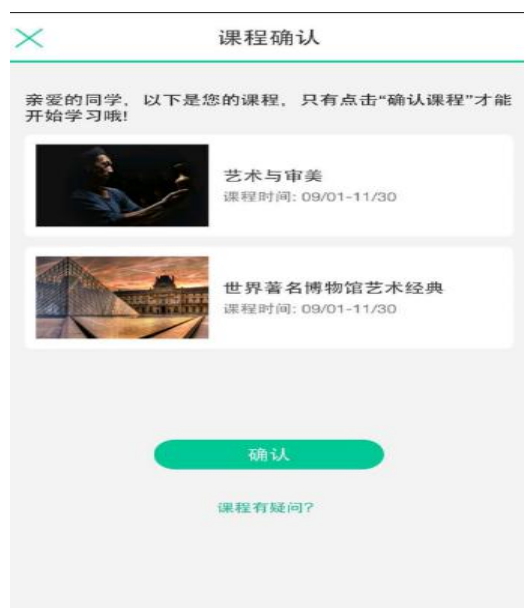 课程确认
亲爱的同学，以下是您的课程，只有点击“确认课程”才能
开始学习哦!
艺术与审美
课程时间: 09/01-11/30
世界著名博物馆艺术经典
课程时间: 09/01-11/30
确认
课程有疑问?